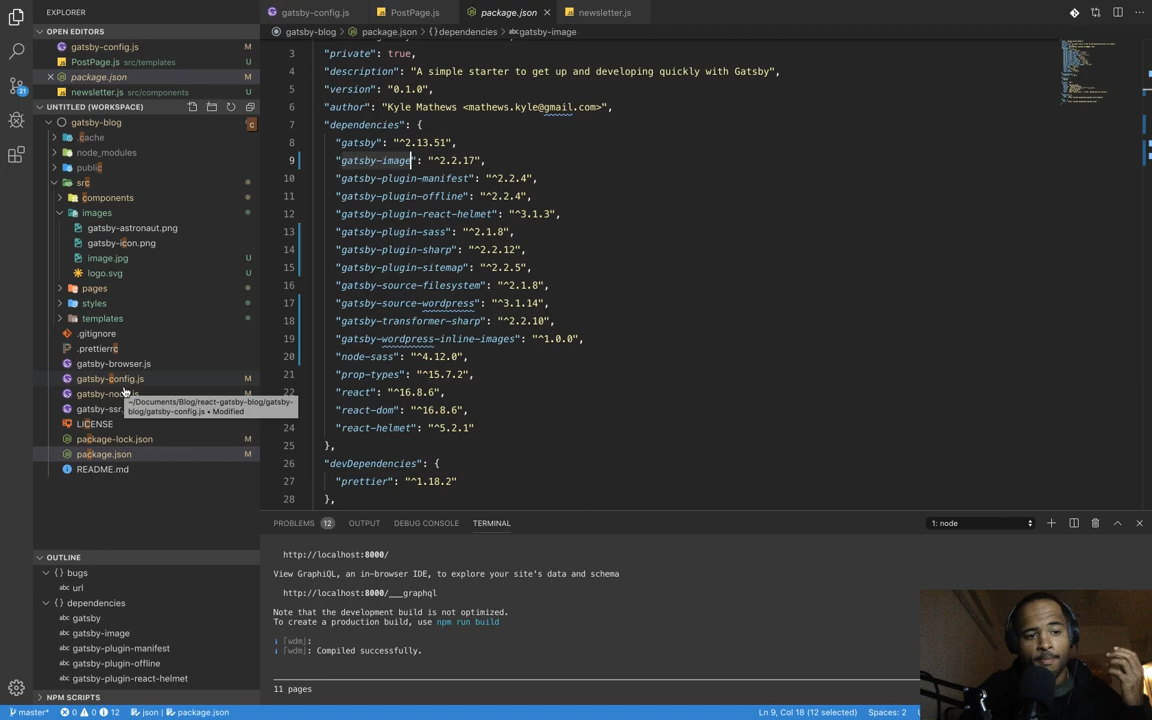 EXPLORER
OPEN EDITORS
gatsby-config.js M
PostPage.js src/templates
package.json M
newsletter.js src/components
UNTITLED (WORKSPACE)
gatsby-blog
.cache
node_modules
public
src
components
images
gatsby-astronaut.png
gatsby-icon.png
image.jpg U
logo.svg U
pages
styles
templates
.gitignore
.prettierrc
gatsby-browser.js
gatsby-config.js M
gatsby-node.js M
gatsby-ssr.
~/Documents/Blog/react-gatsby-blog/gatsby-
blog/gatsby-config.js • Modified
LICENSE
package-lock.json M
package.json M
README.md
OUTLINE
{} bugs
abc url
{} dependencies
abc gatsby
abc gatsby-image
abc gatsby-plugin-manifest
abc gatsby-plugin-offline
abc gatsby-plugin-react-helmet
NPM SCRIPTS
21
gatsby-config.js
PostPage.js
package.json
newsletter.js
gatsby-blog > package.json > {} dependencies > abc gatsby-image
3 "private": true,
4 "description": "A simple starter to get up and developing quickly with Gatsby",
5 "version": "0.1.0",
6 "author": "Kyle Mathews <mathews.kyle@gmail.com>",
7 "dependencies": {
8 "gatsby": "^2.13.51",
9 "gatsby-image": "^2.2.17",
10 "gatsby-plugin-manifest": "^2.2.4",
11 "gatsby-plugin-offline": "^2.2.4",
12 "gatsby-plugin-react-helmet": "^3.1.3",
13 "gatsby-plugin-sass": "^2.1.8",
14 "gatsby-plugin-sharp": "^2.2.12",
15 "gatsby-plugin-sitemap": "^2.2.5",
16 "gatsby-source-filesystem": "^2.1.8",
17 "gatsby-source-wordpress": "^3.1.14",
18 "gatsby-transformer-sharp": "^2.2.10",
19 "gatsby-wordpress-inline-images": "^1.0.0",
20 "node-sass": "^4.12.0",
21 "prop-types": "^15.7.2",
22 "react": "^16.8.6",
23 "react-dom": "^16.8.6",
24 "react-helmet": "^5.2.1"
25 },
26 "devDependencies": {
27 "prettier": "^1.18.2"
28 },
PROBLEMS 12 OUTPUT DEBUG CONSOLE TERMINAL 1: node
http://localhost:8000/
View GraphiQL, an in-browser IDE, to explore your site's data and schema
http://localhost:8000/___graphql
Note that the development build is not optimized.
To create a production build, use npm run build
i ｢wdm｣:
i ｢wdm｣: Compiled successfully.
11 pages
master* 0 0 12 json package.json Ln 9, Col 18 (12 selected) Spaces: 2